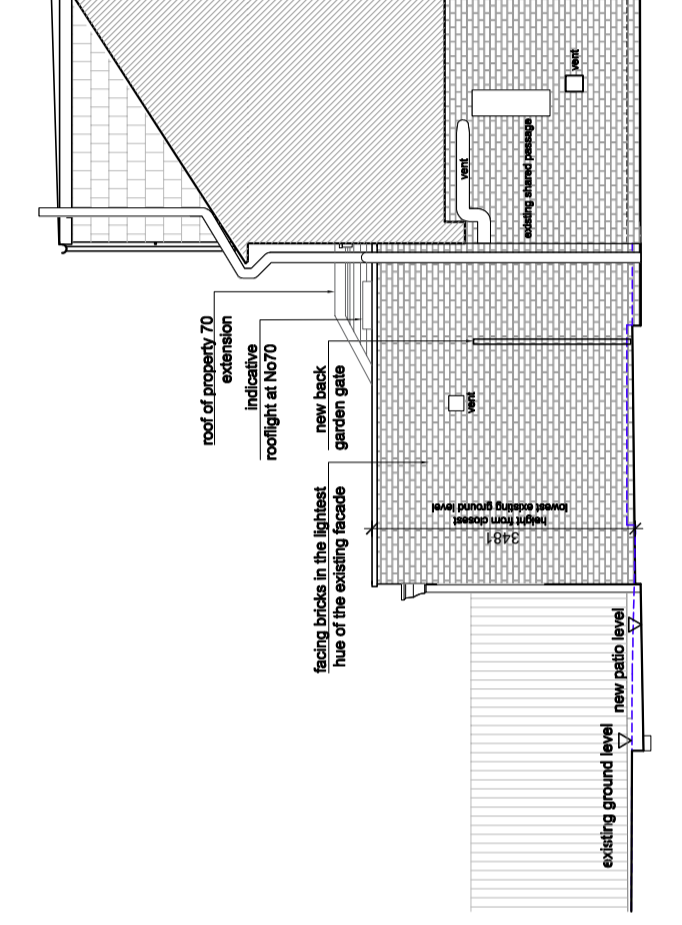 roof of property 70
extension
indicative
rooflight at No70
new back
garden gate
facing bricks in the lightest
hue of the existing facade
vent
vent
existing shared passage
vent
height from closest
lowest existing ground level
3481
new patio level
existing ground level